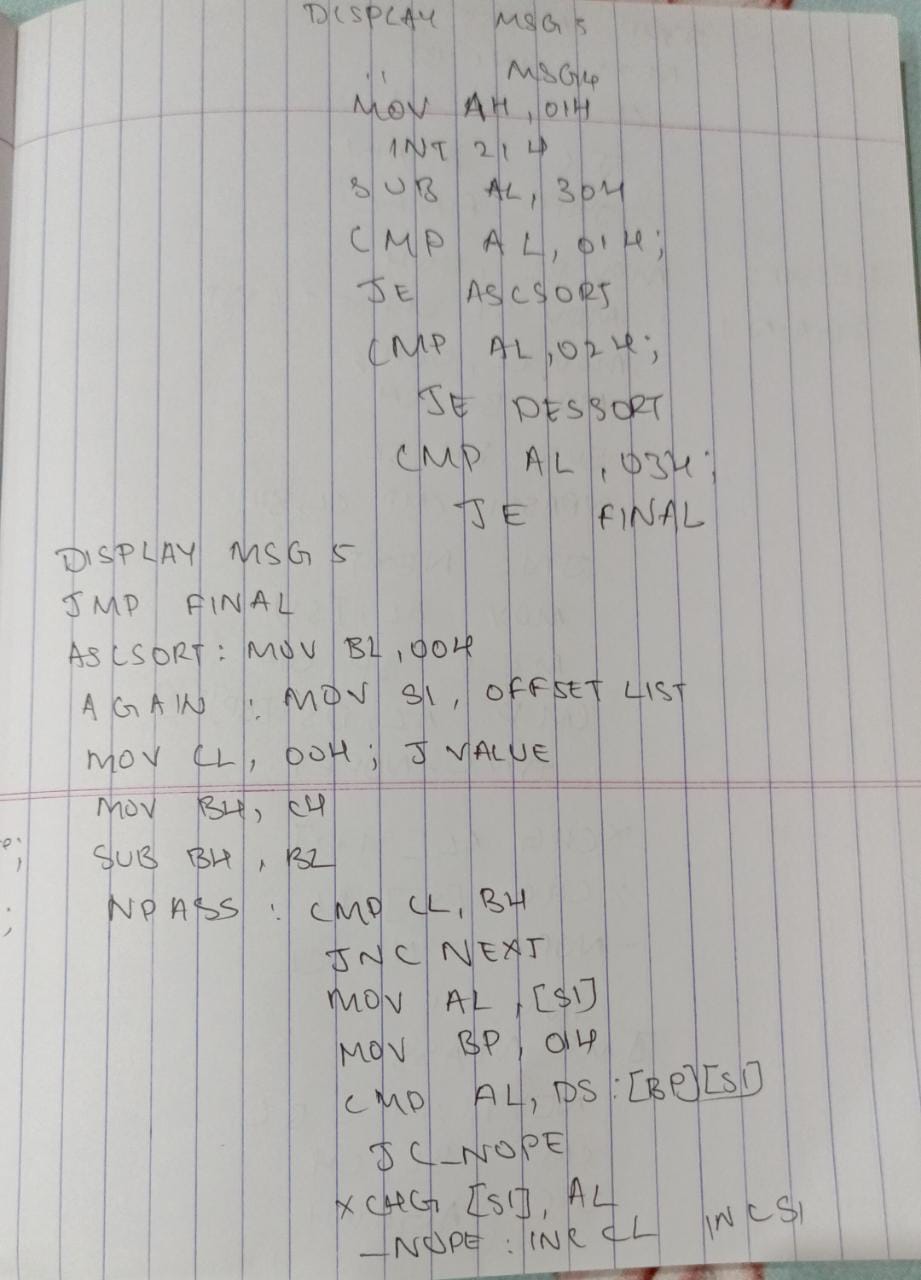 DISPLAY MSG 5
" MSG4
MOV AH, 01H
INT 21H
SUB AL, 30H
CMP AL, 01H;
JE ASCSORT
CMP AL, 02H;
JE DESSORT
CMP AL, 03H;
JE FINAL
DISPLAY MSG 5
JMP FINAL
ASCSORT: MOV BL, 00H
AGAIN : MOV SI, OFFSET LIST
MOV CL, 00H; J VALUE
MOV BH, CH
SUB BH, BL
NPASS : CMP CL, BH
JNC NEXT
MOV AL, [SI]
MOV BP, 01H
CMP AL, DS:[BP][SI]
JC_NOPE
XCHG [SI], AL
_NOPE : INR CL INC SI